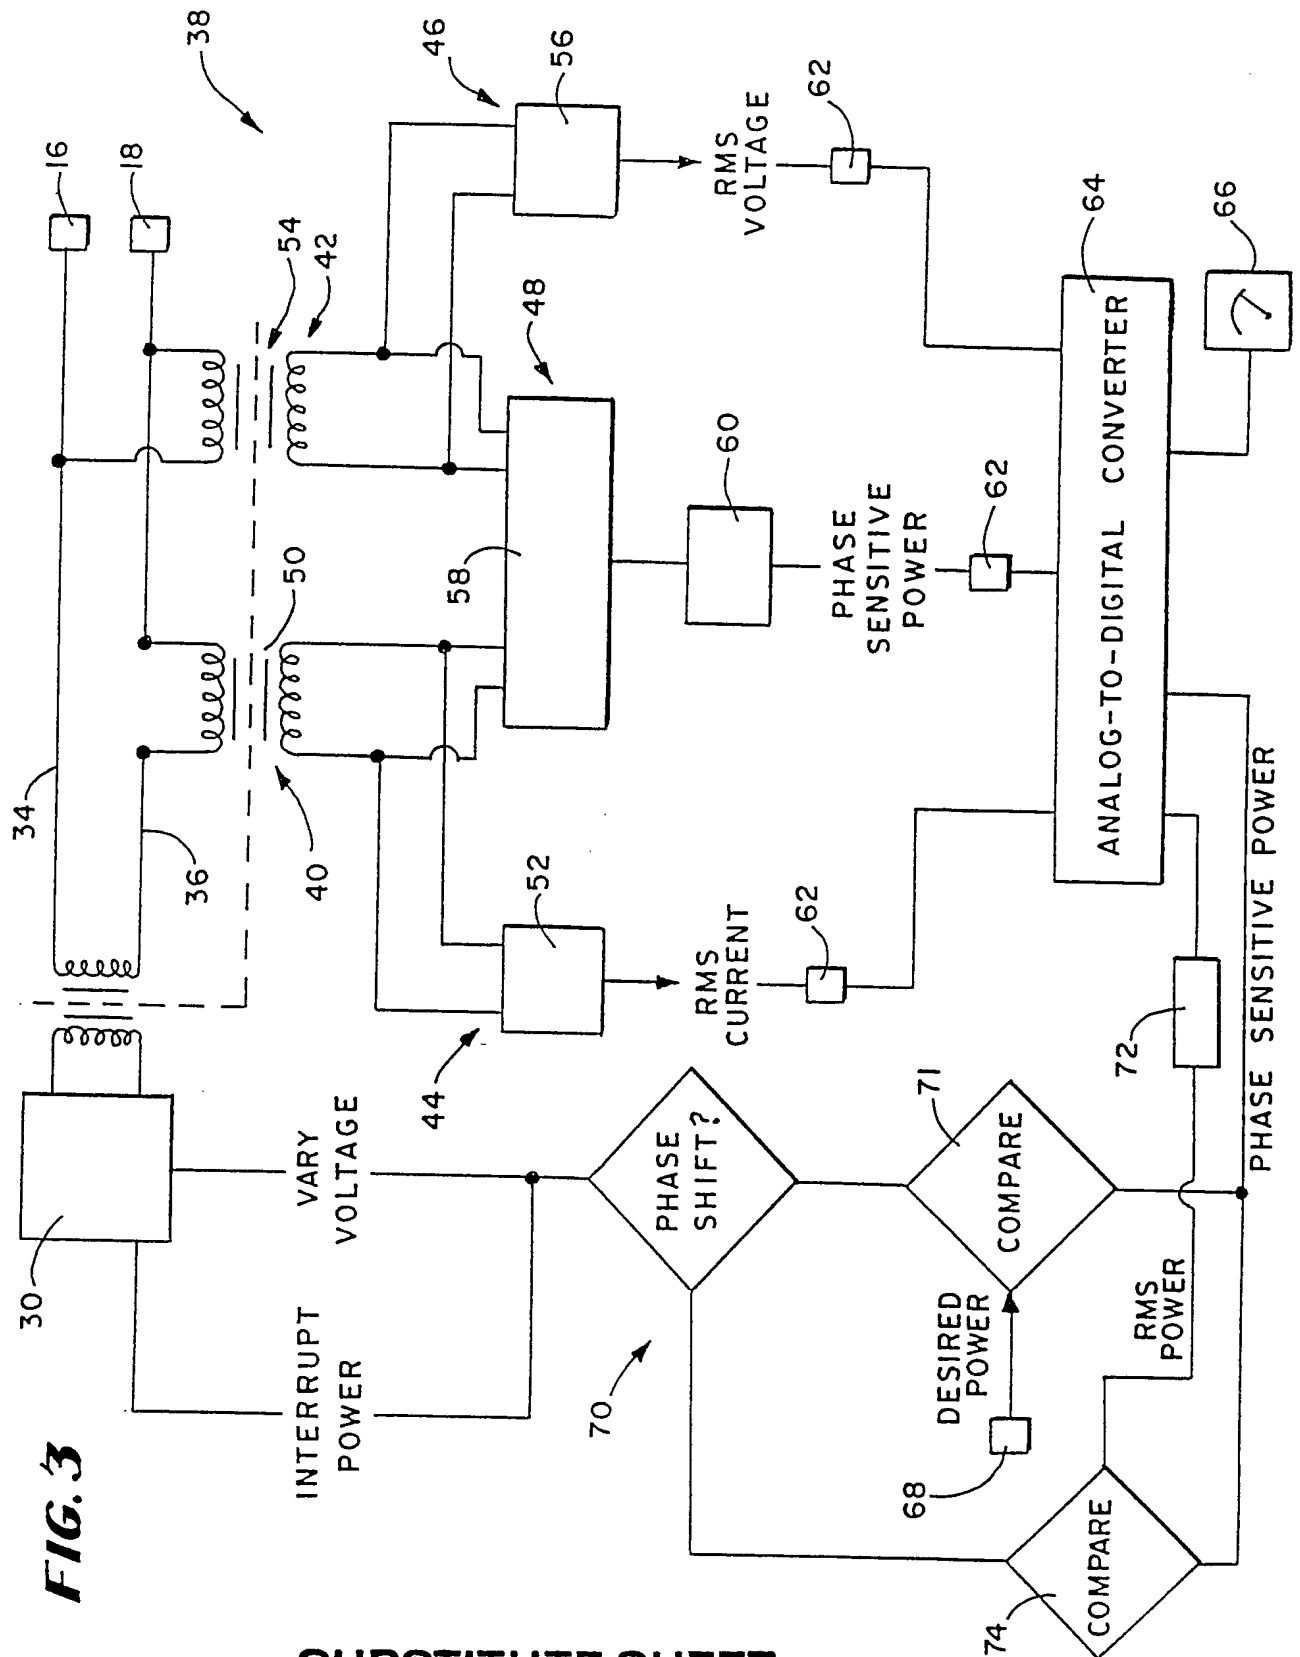 FIG. 3
30
34
36
16
18
38
40
50
54
42
46
56
48
58
44
52
60
RMS
VOLTAGE
62
PHASE
SENSITIVE
POWER
62
RMS
CURRENT
62
64
ANALOG-TO-DIGITAL CONVERTER
66
INTERRUPT
POWER
VARY
VOLTAGE
70
PHASE
SHIFT?
71
COMPARE
DESIRED
POWER
68
72
RMS
POWER
74
COMPARE
PHASE SENSITIVE POWER
SUBSTITUTE SHEET